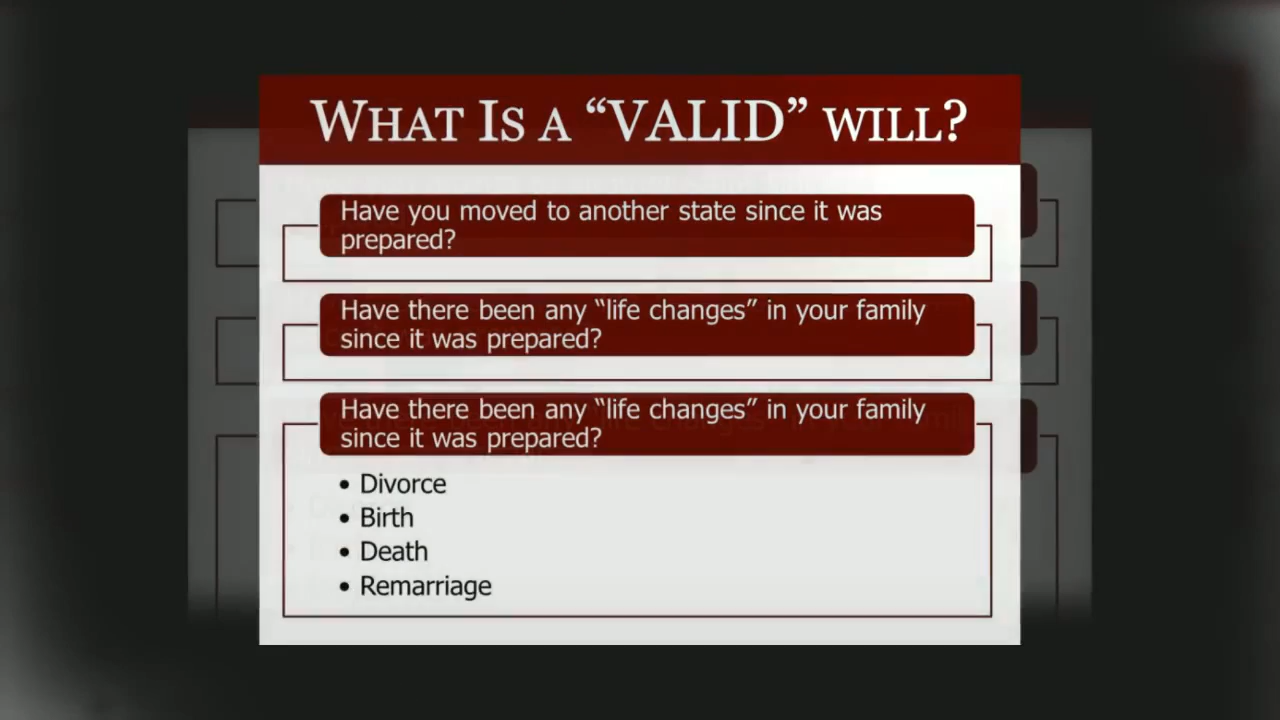 WHAT IS A “VALID” WILL?
Have you moved to another state since it was
prepared?
Have there been any “life changes” in your family
since it was prepared?
Have there been any “life changes” in your family
since it was prepared?
• Divorce
• Birth
• Death
• Remarriage